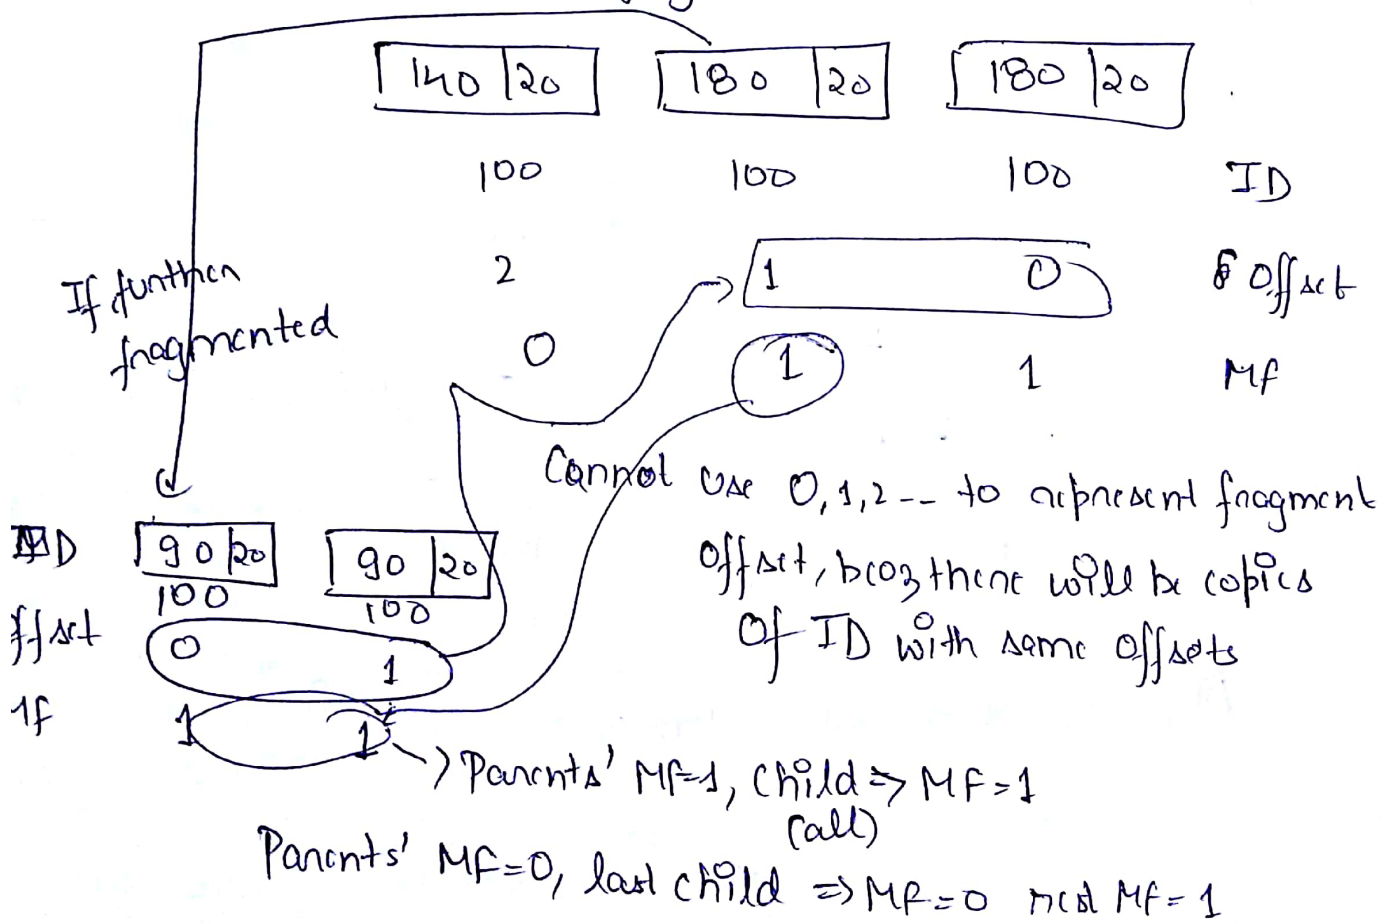 140 20 180 20 180 20
100 100 100 ID
2 1 0 Offset
0 1 1 MF
If further
fragmented
Cannot use 0, 1, 2 -- to represent fragment
offset, becoz there will be copies
of ID with same offsets
D 90 20 90 20
100 100
ffset 0 1
1f 1 1
Parents' MF=1, Child => MF=1
(all)
Parents' MF=0, last child => MF=0 rest MF=1